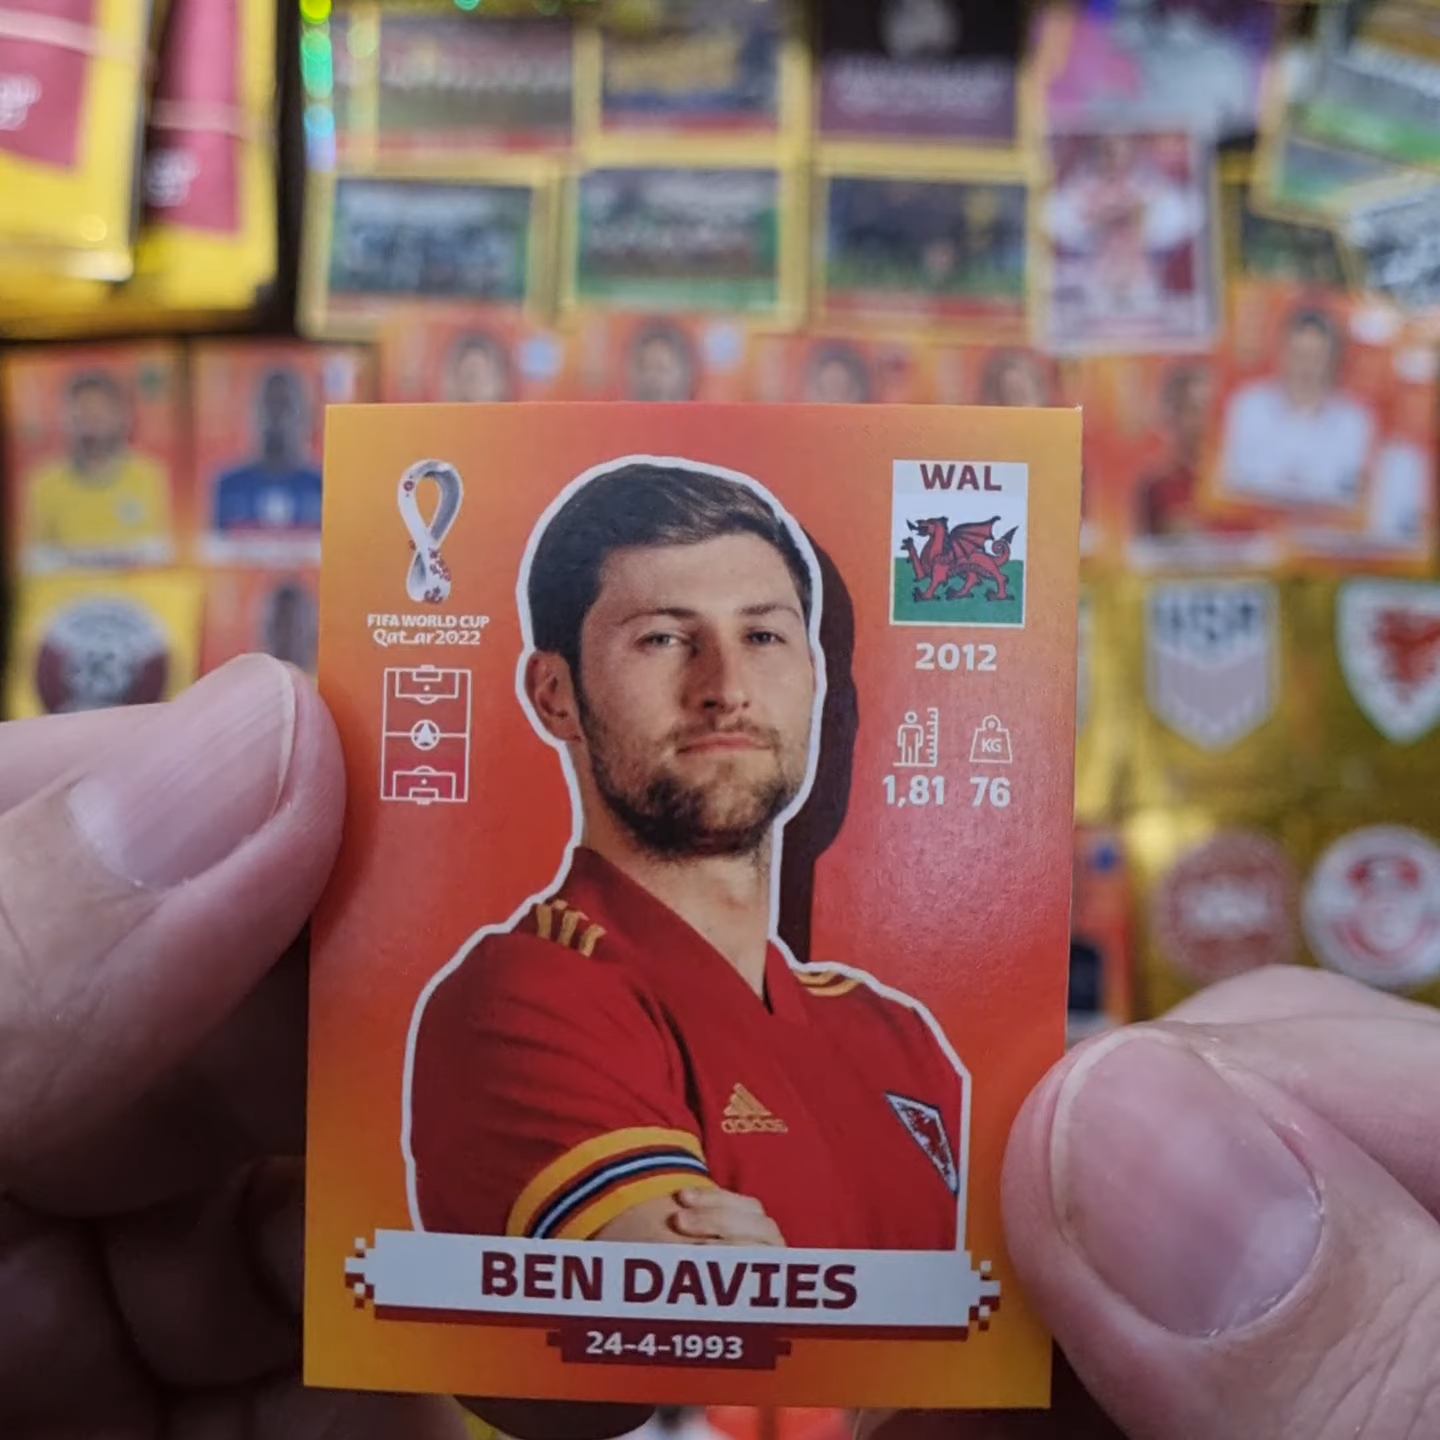 FIFA WORLD CUP
Qatar2022
WAL
2012
KG
1,81 76
adidas
BEN DAVIES
24-4-1993